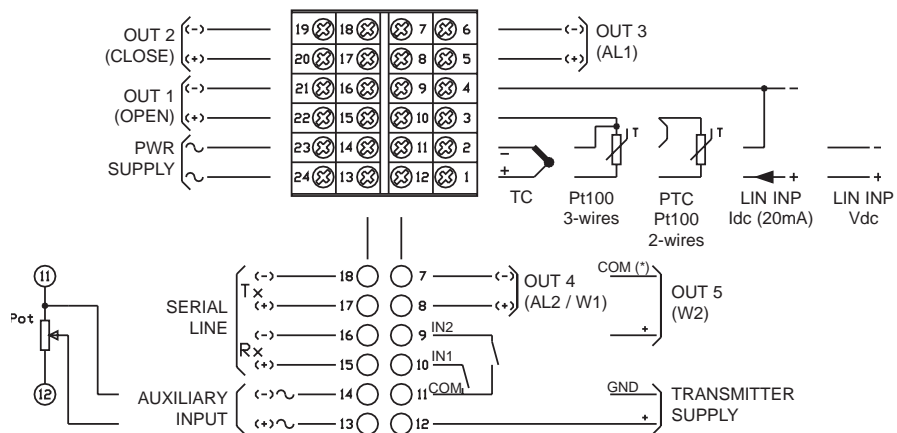 OUT 2 (-) 19 18 7 6 (-) OUT 3
(CLOSE) (+) 20 17 8 5 (+) (AL1)
OUT 1 (-) 21 16 9 4 -
(OPEN) (+) 22 15 10 3 T T
PWR 23 14 11 2 - -
SUPPLY 24 13 12 1 + + +
TC Pt100 PTC LIN INP LIN INP
3-wires Pt100 Idc (20mA) Vdc
2-wires
11 (-) 18 7 (-) OUT 4 COM (*) OUT 5
SERIAL Tx (+) 17 8 (+) (AL2 / W1) (W2)
Pot LINE (-) 16 9 IN2 +
Rx (+) 15 10 IN1
12 AUXILIARY (-) 14 11 COM GND TRANSMITTER
INPUT (+) 13 12 + SUPPLY